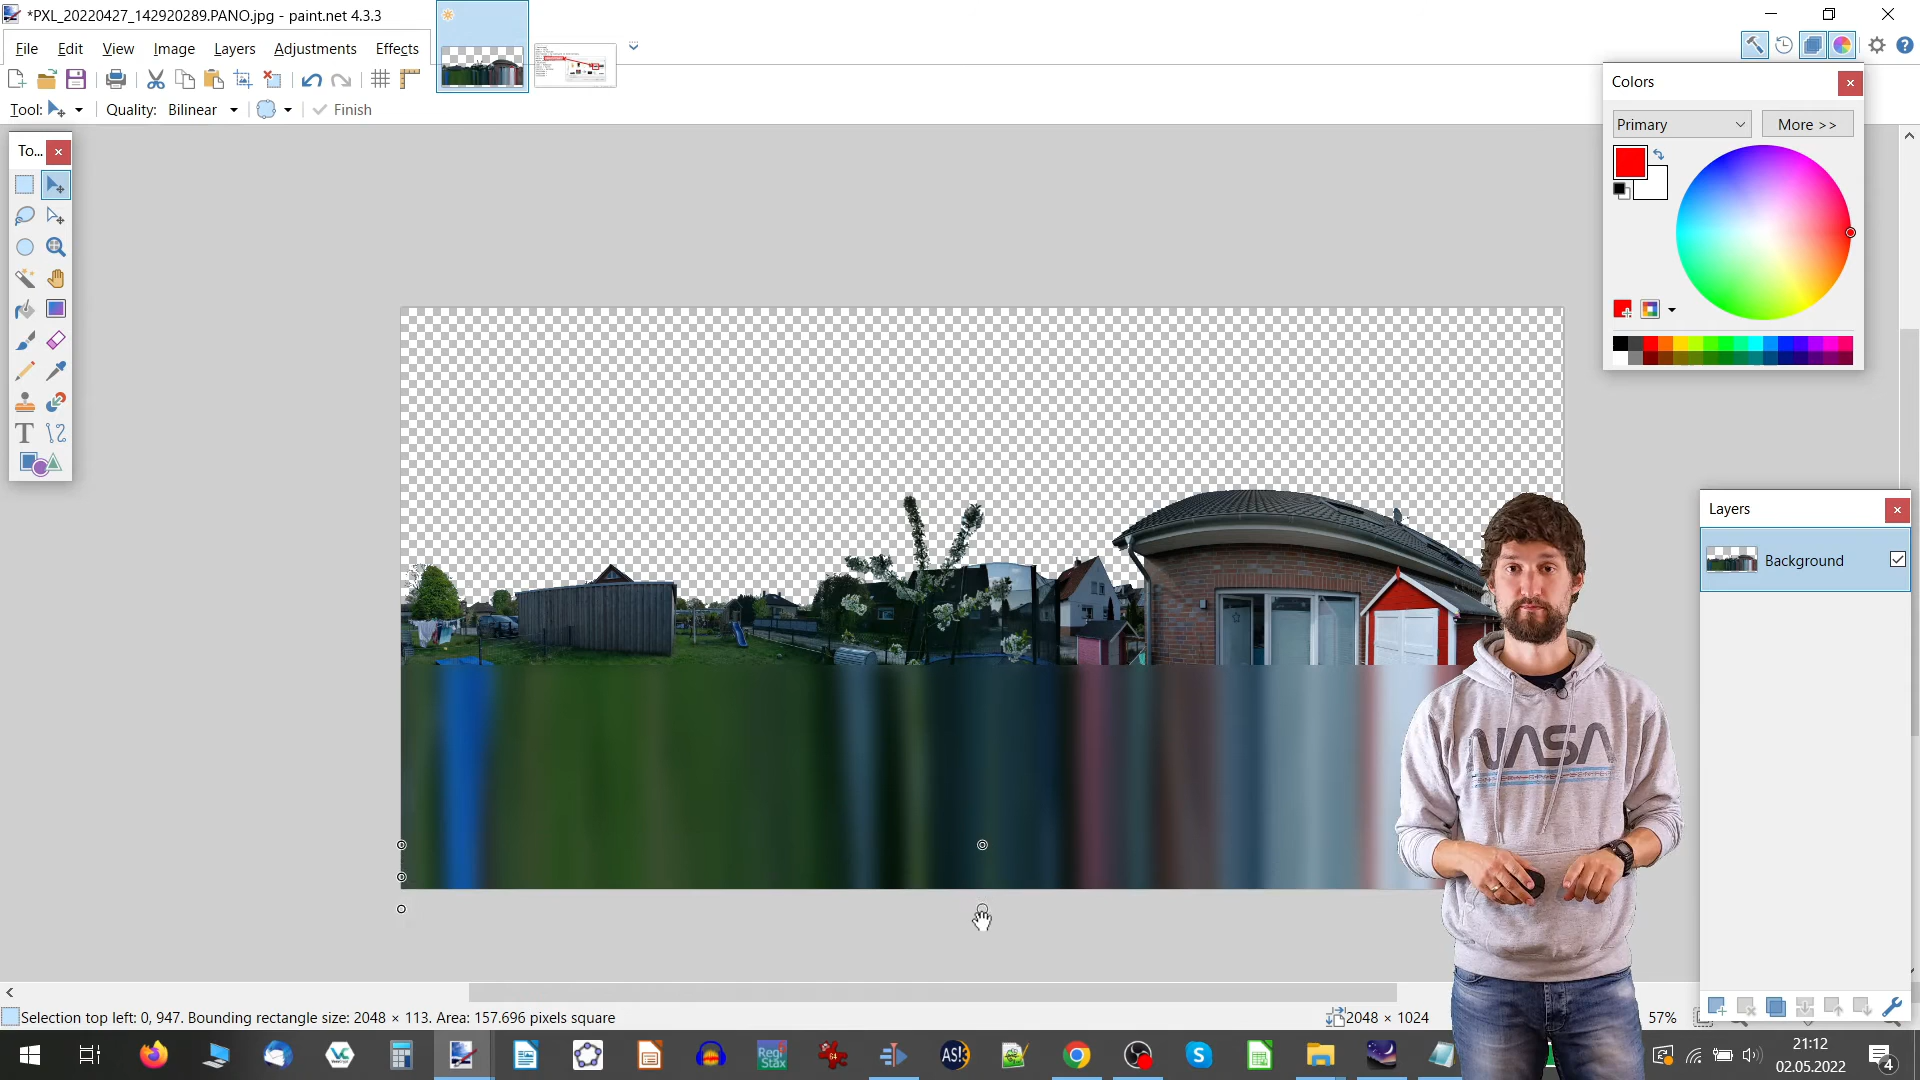 *PXL_20220427_142920289.PANO.jpg - paint.net 4.3.3
File Edit View Image Layers Adjustments Effects
Tool: Quality: Bilinear Finish
To...
Colors
Primary More >>
Layers
Background
NASA
Selection top left: 0, 947. Bounding rectangle size: 2048 × 113. Area: 157.696 pixels square
2048 × 1024
57%
21:12
02.05.2022
4